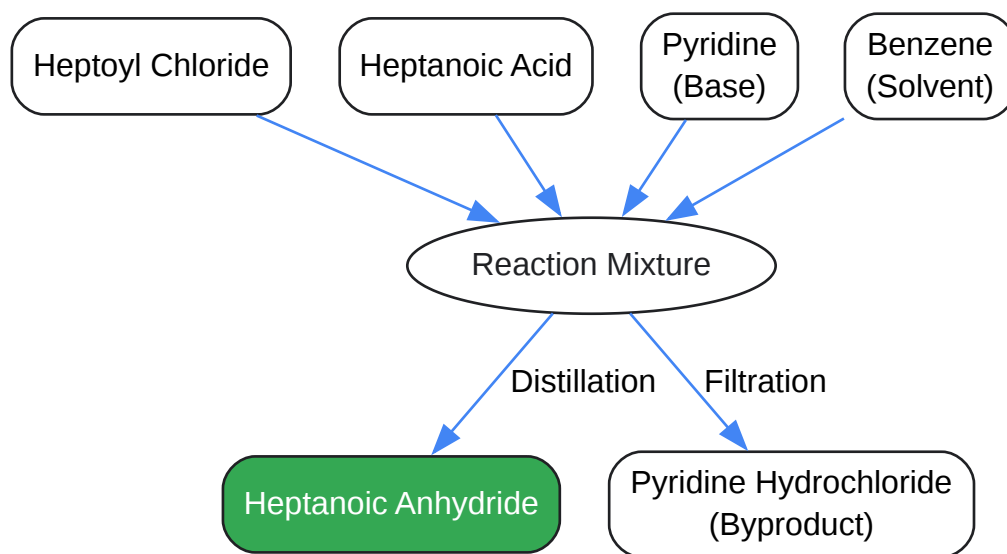 Heptoyl Chloride
Heptanoic Acid
Pyridine
(Base)
Benzene
(Solvent)
Reaction Mixture
Distillation
Filtration
Heptanoic Anhydride
Pyridine Hydrochloride
(Byproduct)